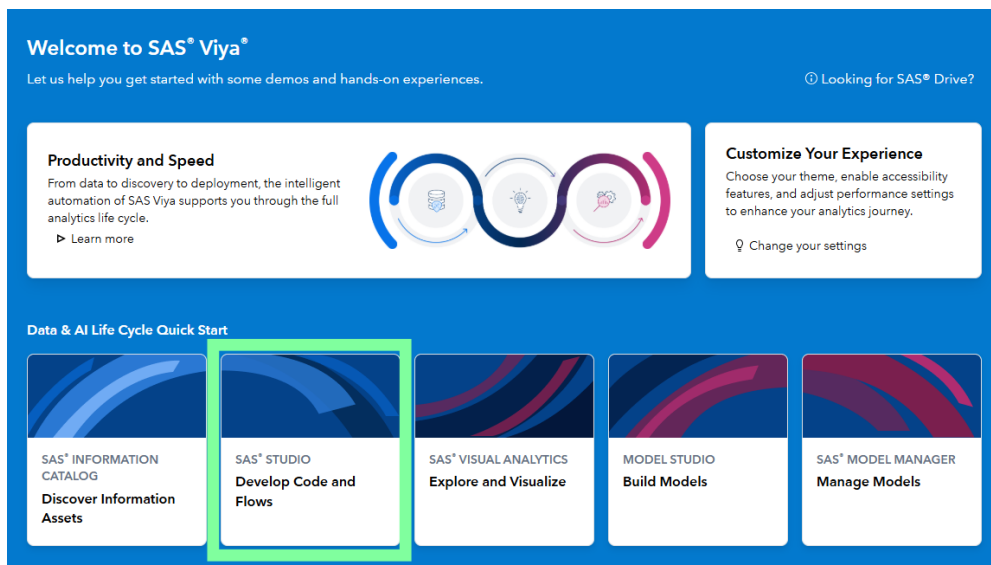 Welcome to SAS® Viya®
Let us help you get started with some demos and hands-on experiences.
Looking for SAS® Drive?
Productivity and Speed
From data to discovery to deployment, the intelligent
automation of SAS Viya supports you through the full
analytics life cycle.
Learn more
Customize Your Experience
Choose your theme, enable accessibility
features, and adjust performance settings
to enhance your analytics journey.
Change your settings
Data & AI Life Cycle Quick Start
SAS® INFORMATION
CATALOG
Discover Information
Assets
SAS® STUDIO
Develop Code and
Flows
SAS® VISUAL ANALYTICS
Explore and Visualize
MODEL STUDIO
Build Models
SAS® MODEL MANAGER
Manage Models